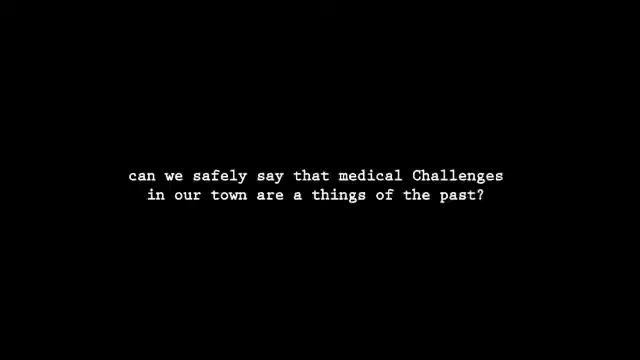 can we safely say that medical Challenges
in our town are a things of the past?